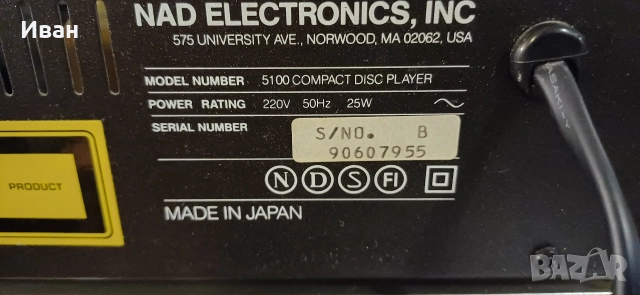 Иван
NAD ELECTRONICS, INC
575 UNIVERSITY AVE., NORWOOD, MA 02062, USA
MODEL NUMBER 5100 COMPACT DISC PLAYER
POWER RATING 220V 50Hz 25W
SERIAL NUMBER
S/NO. B
90607955
PRODUCT
N D S FI
MADE IN JAPAN
BAZAR